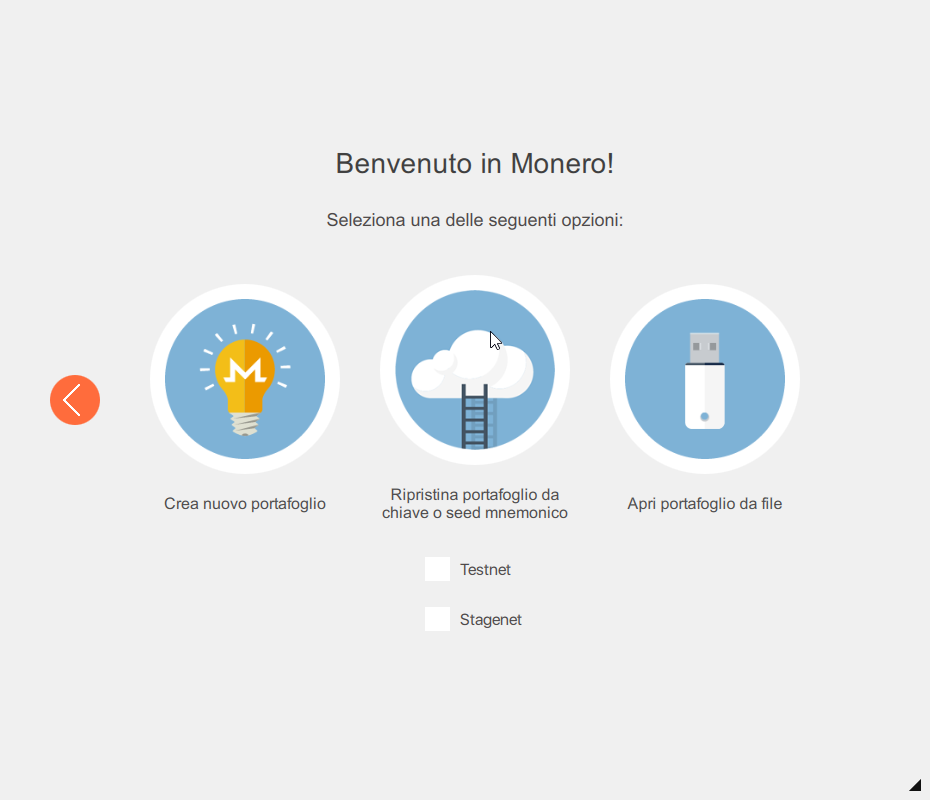 Benvenuto in Monero!
Seleziona una delle seguenti opzioni:
Crea nuovo portafoglio
Ripristina portafoglio da
chiave o seed mnemonico
Apri portafoglio da file
Testnet
Stagenet